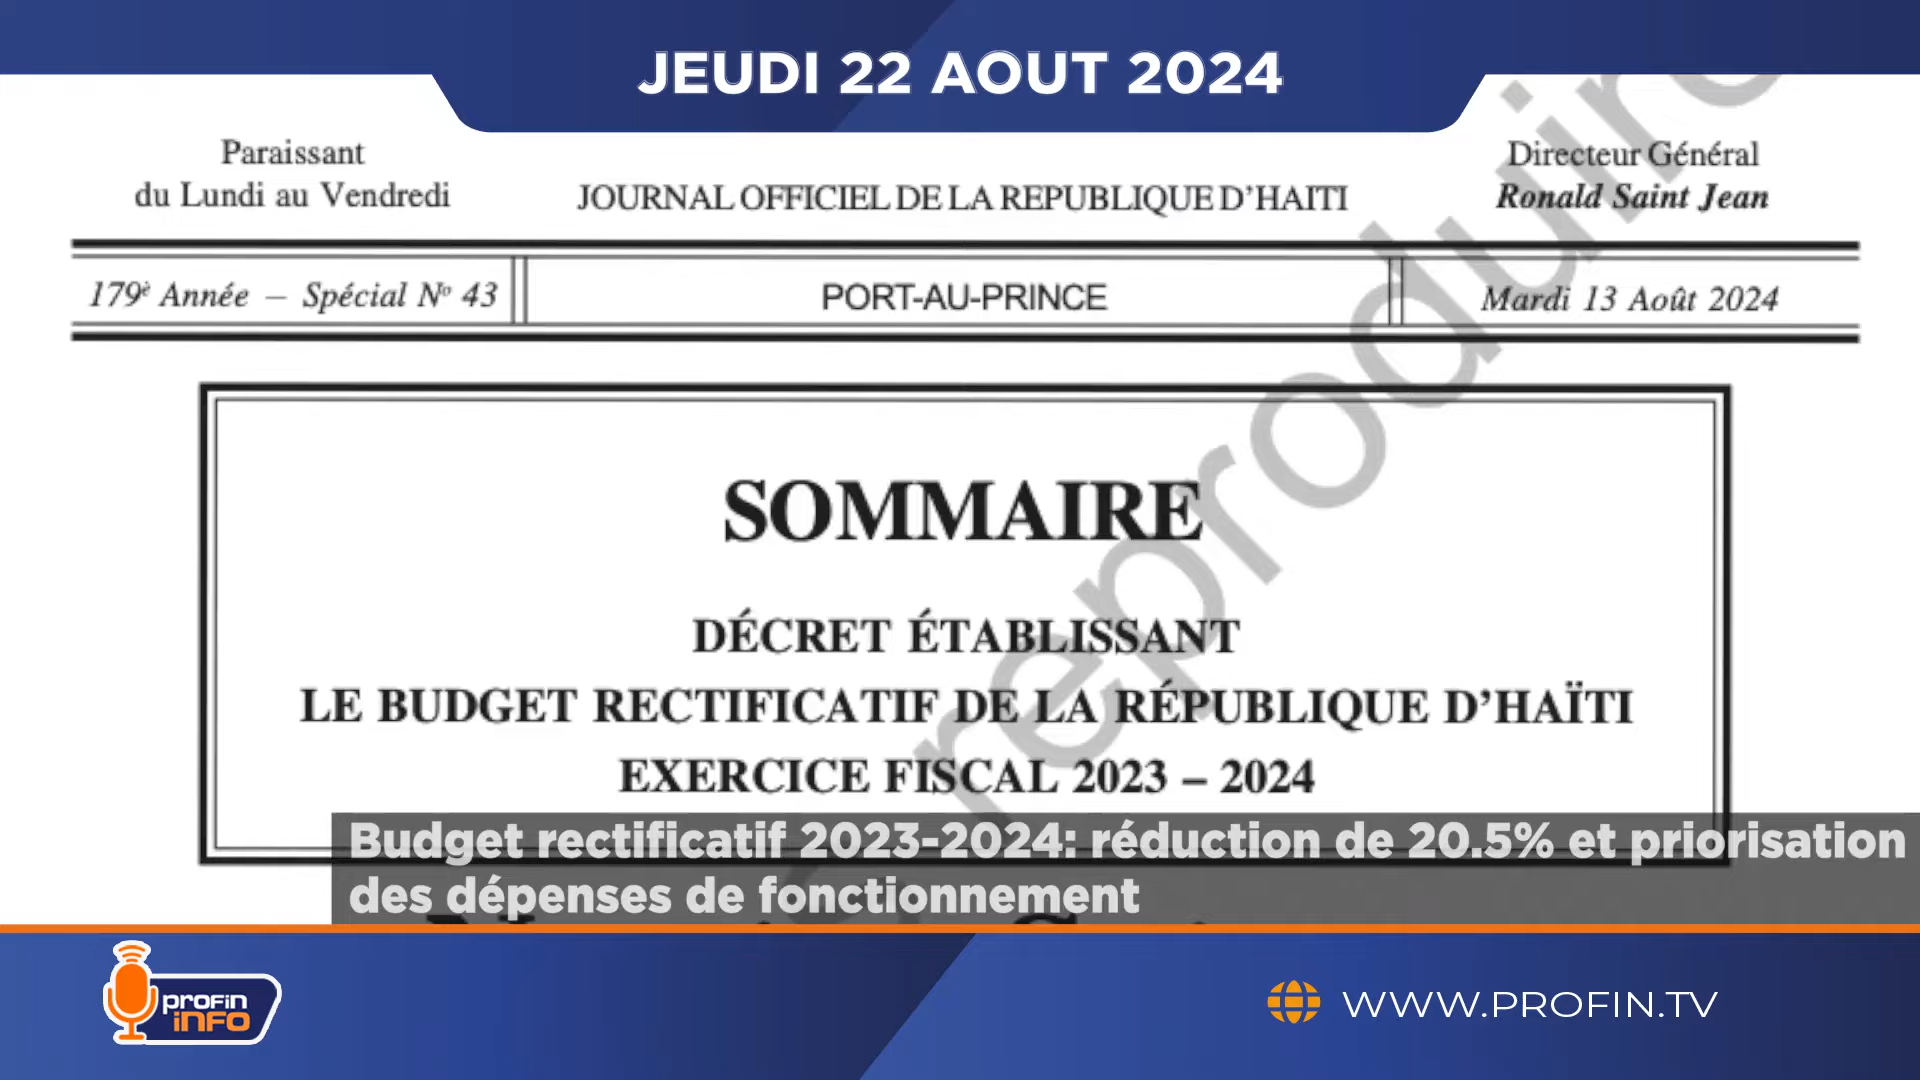 JEUDI 22 AOUT 2024
Paraissant
du Lundi au Vendredi
JOURNAL OFFICIEL DE LA REPUBLIQUE D'HAITI
Directeur Général
Ronald Saint Jean
179è Année – Spécial No 43
PORT-AU-PRINCE
Mardi 13 Août 2024
reproduire
SOMMAIRE
DÉCRET ÉTABLISSANT
LE BUDGET RECTIFICATIF DE LA RÉPUBLIQUE D'HAÏTI
EXERCICE FISCAL 2023 – 2024
Budget rectificatif 2023-2024: réduction de 20.5% et priorisation
des dépenses de fonctionnement
profin
info
WWW.PROFIN.TV